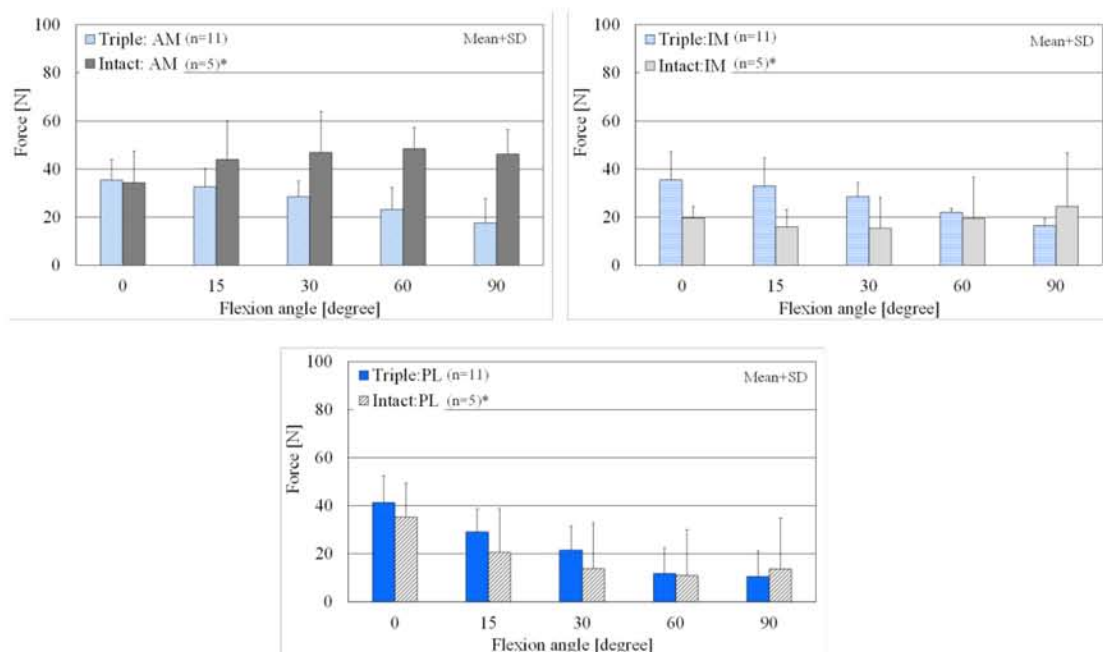 100
80
60
40
20
0
Force [N]
Triple: AM (n=11)
Intact: AM (n=5)*
Mean+SD
0 15 30 60 90
Flexion angle [degree]
100
80
60
40
20
0
Force [N]
Triple:IM (n=11)
Intact:IM (n=5)*
Mean+SD
0 15 30 60 90
Flexion angle [degree]
100
80
60
40
20
0
Force [N]
Triple:PL (n=11)
Intact:PL (n=5)*
Mean+SD
0 15 30 60 90
Flexion angle [degree]